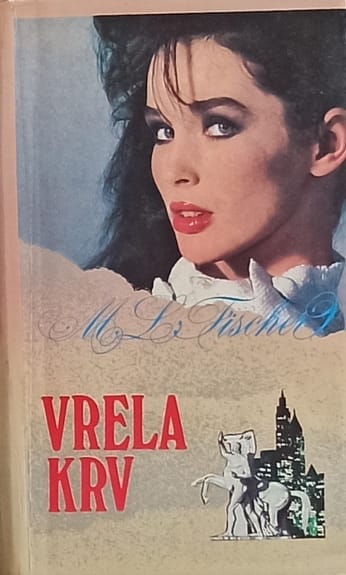 M. L. Fischer
VRELA
KRV